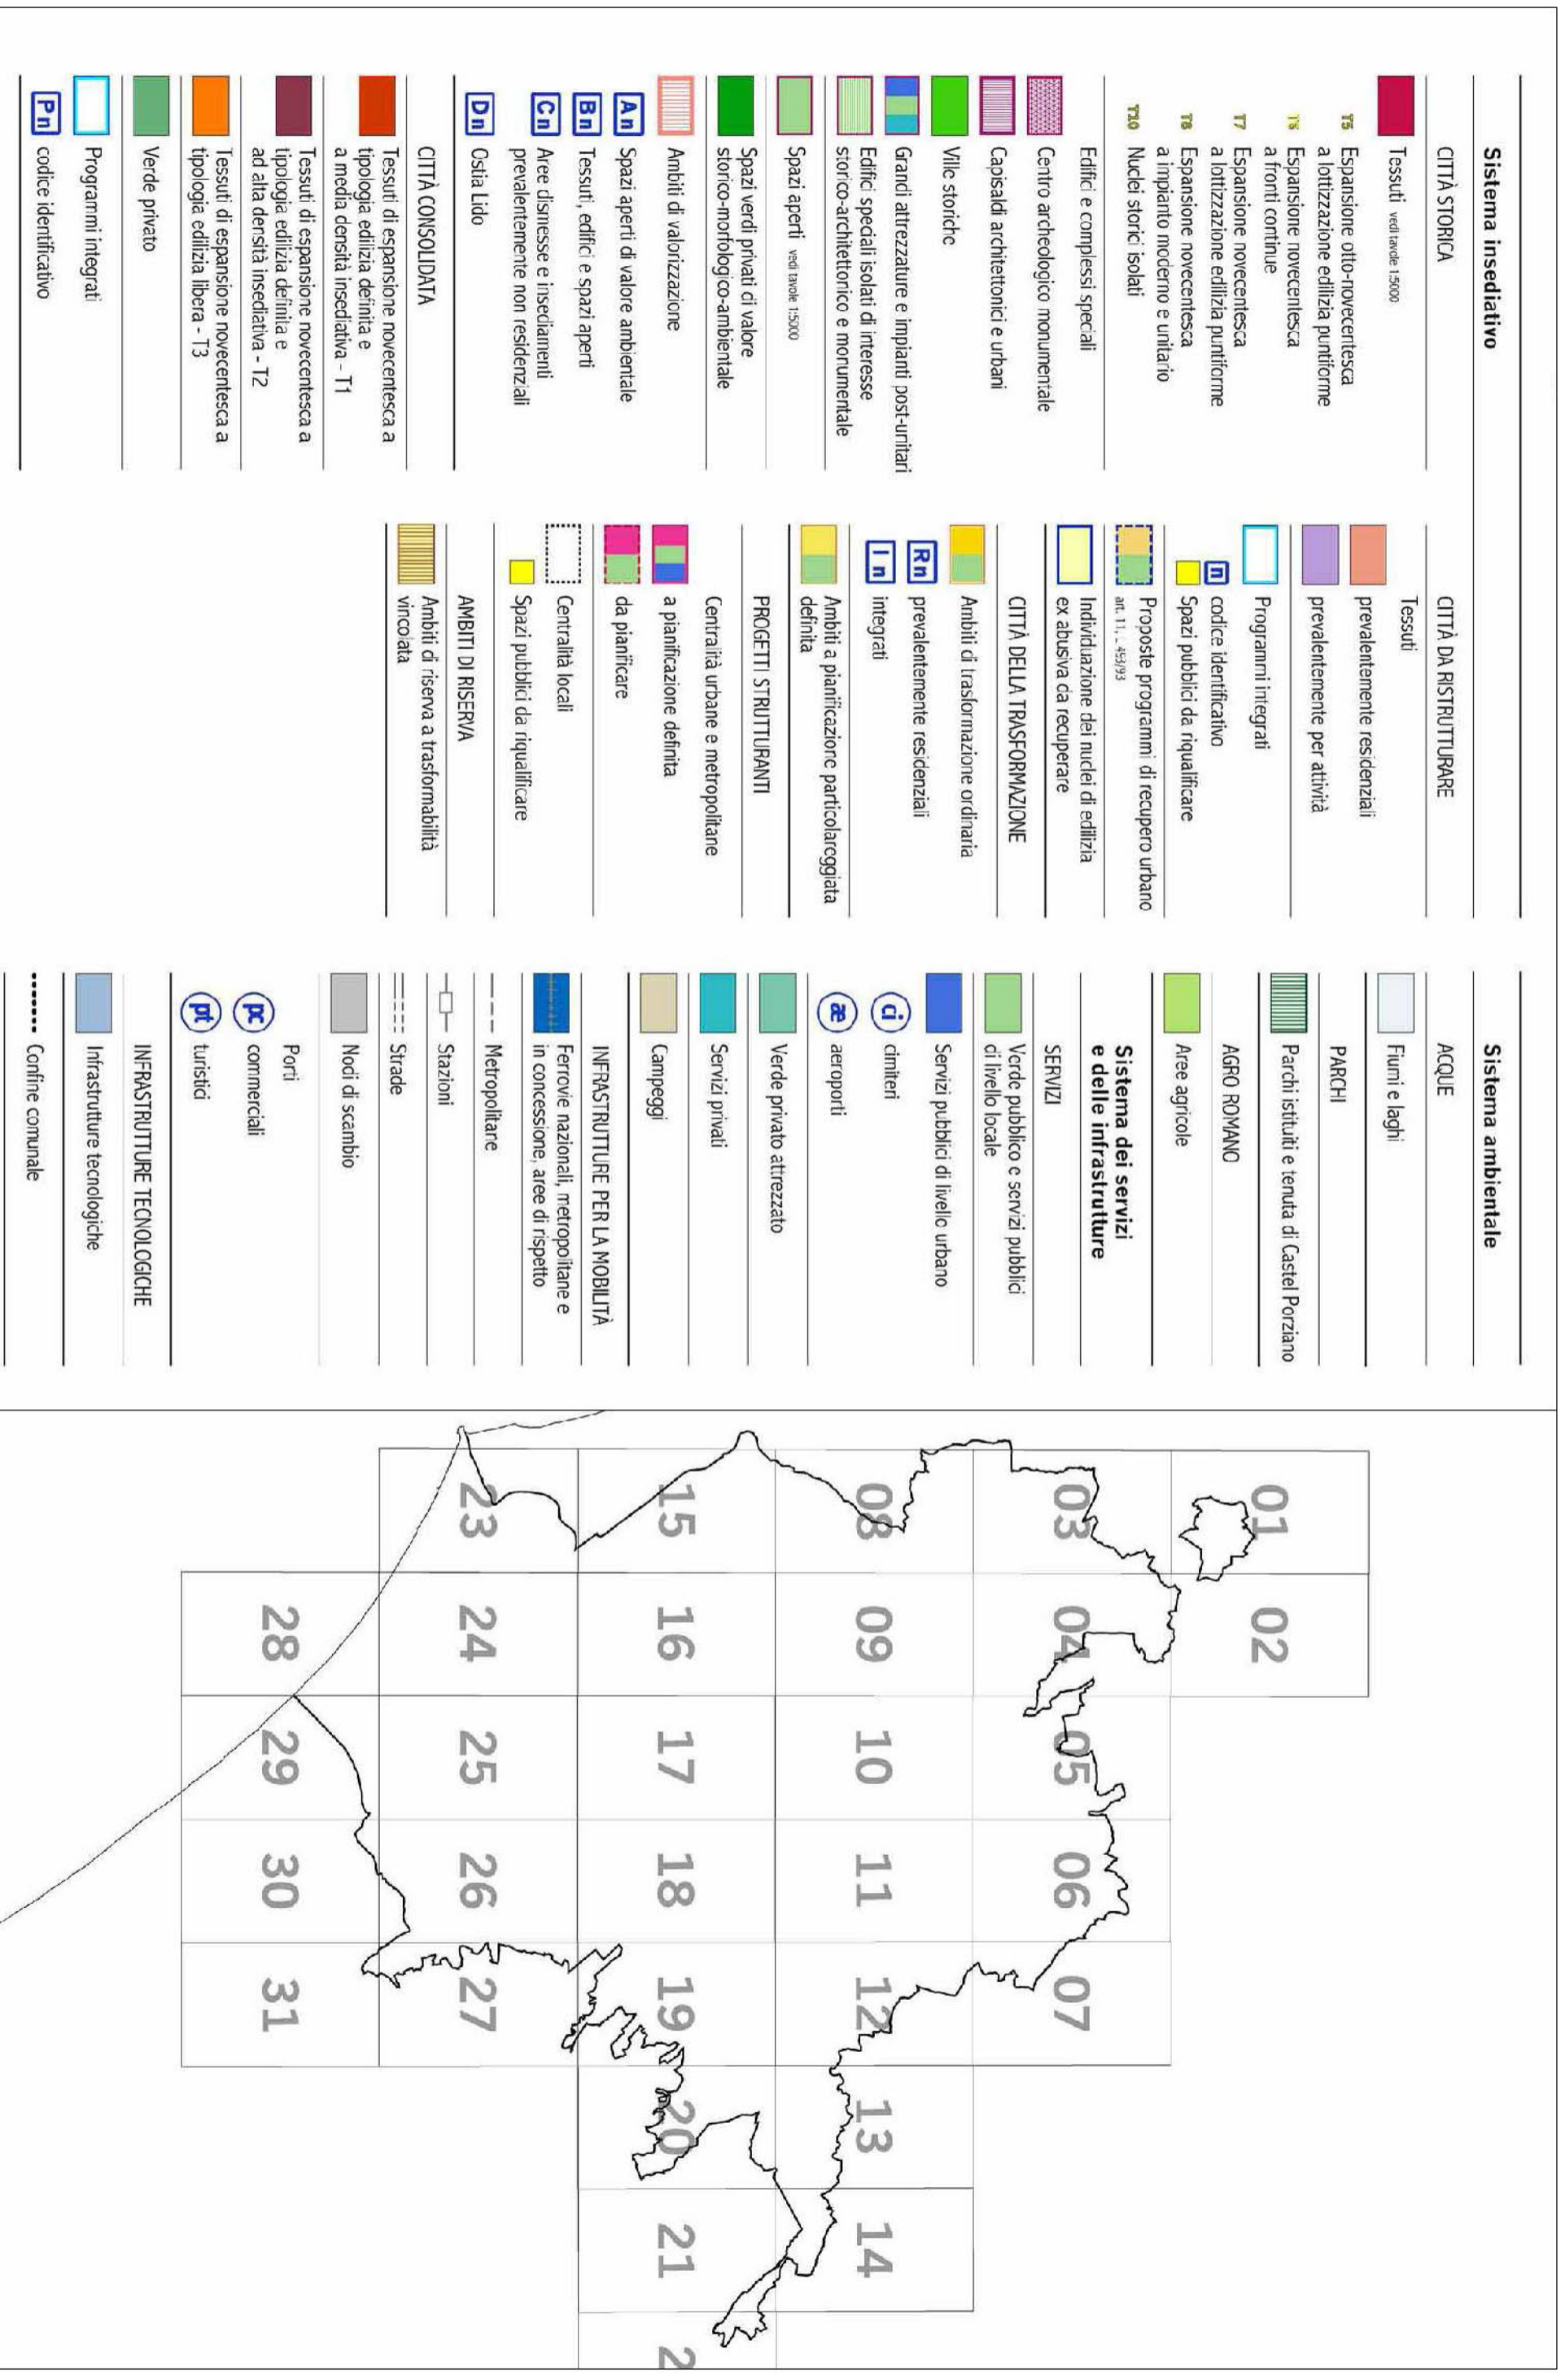 Sistema insediativo
CITTÀ STORICA
Tessuti vedi tavole 1:5000
T5 Espansione otto-novecentesca
a lottizzazione edilizia puntiforme
T6 Espansione novecentesca
a fronti continue
T7 Espansione novecentesca
a lottizzazione edilizia puntiforme
T8 Espansione novecentesca
a impianto moderno e unitario
T10 Nuclei storici isolati
Edifici e complessi speciali
Centro archeologico monumentale
Capisaldi architettonici e urbani
Ville storiche
Grandi attrezzature e impianti post-unitari
Edifici speciali isolati di interesse
storico-architettonico e monumentale
Spazi aperti vedi tavole 1:5000
Spazi verdi privati di valore
storico-morfologico-ambientale
Ambiti di valorizzazione
An Spazi aperti di valore ambientale
Bn Tessuti, edifici e spazi aperti
Cn Aree dismesse e insediamenti
prevalentemente non residenziali
Dn Ostia Lido
CITTÀ CONSOLIDATA
Tessuti di espansione novecentesca a
tipologia edilizia definita e
a media densità insediativa - T1
Tessuti di espansione novecentesca a
tipologia edilizia definita e
ad alta densità insediativa - T2
Tessuti di espansione novecentesca a
tipologia edilizia libera - T3
Verde privato
Programmi integrati
Pn codice identificativo
CITTÀ DA RISTRUTTURARE
Tessuti
prevalentemente residenziali
prevalentemente per attività
Programmi integrati
n codice identificativo
Spazi pubblici da riqualificare
Proposte programmi di recupero urbano
art. 11, L 493/93
Individuazione dei nuclei di edilizia
ex abusiva da recuperare
CITTÀ DELLA TRASFORMAZIONE
Ambiti di trasformazione ordinaria
Rn prevalentemente residenziali
In integrati
Ambiti a pianificazione particolareggiata
definita
PROGETTI STRUTTURANTI
Centralità urbane e metropolitane
a pianificazione definita
da pianificare
Centralità locali
Spazi pubblici da riqualificare
AMBITI DI RISERVA
Ambiti di riserva a trasformabilità
vincolata
Sistema ambientale
ACQUE
Fiumi e laghi
PARCHI
Parchi istituiti e tenuta di Castel Porziano
AGRO ROMANO
Aree agricole
Sistema dei servizi
e delle infrastrutture
SERVIZI
Verde pubblico e servizi pubblici
di livello locale
Servizi pubblici di livello urbano
ci cimiteri
æ aeroporti
Verde privato attrezzato
Servizi privati
Campeggi
INFRASTRUTTURE PER LA MOBILITÀ
Ferrovie nazionali, metropolitane e
in concessione, aree di rispetto
Metropolitane
Stazioni
Strade
Nodi di scambio
Porti
pc commerciali
pt turistici
INFRASTRUTTURE TECNOLOGICHE
Infrastrutture tecnologiche
Confine comunale
01 02
03 04 05 06 07
08 09 10 11 12 13 14
15 16 17 18 19 20 21 2
23 24 25 26 27
28 29 30 31